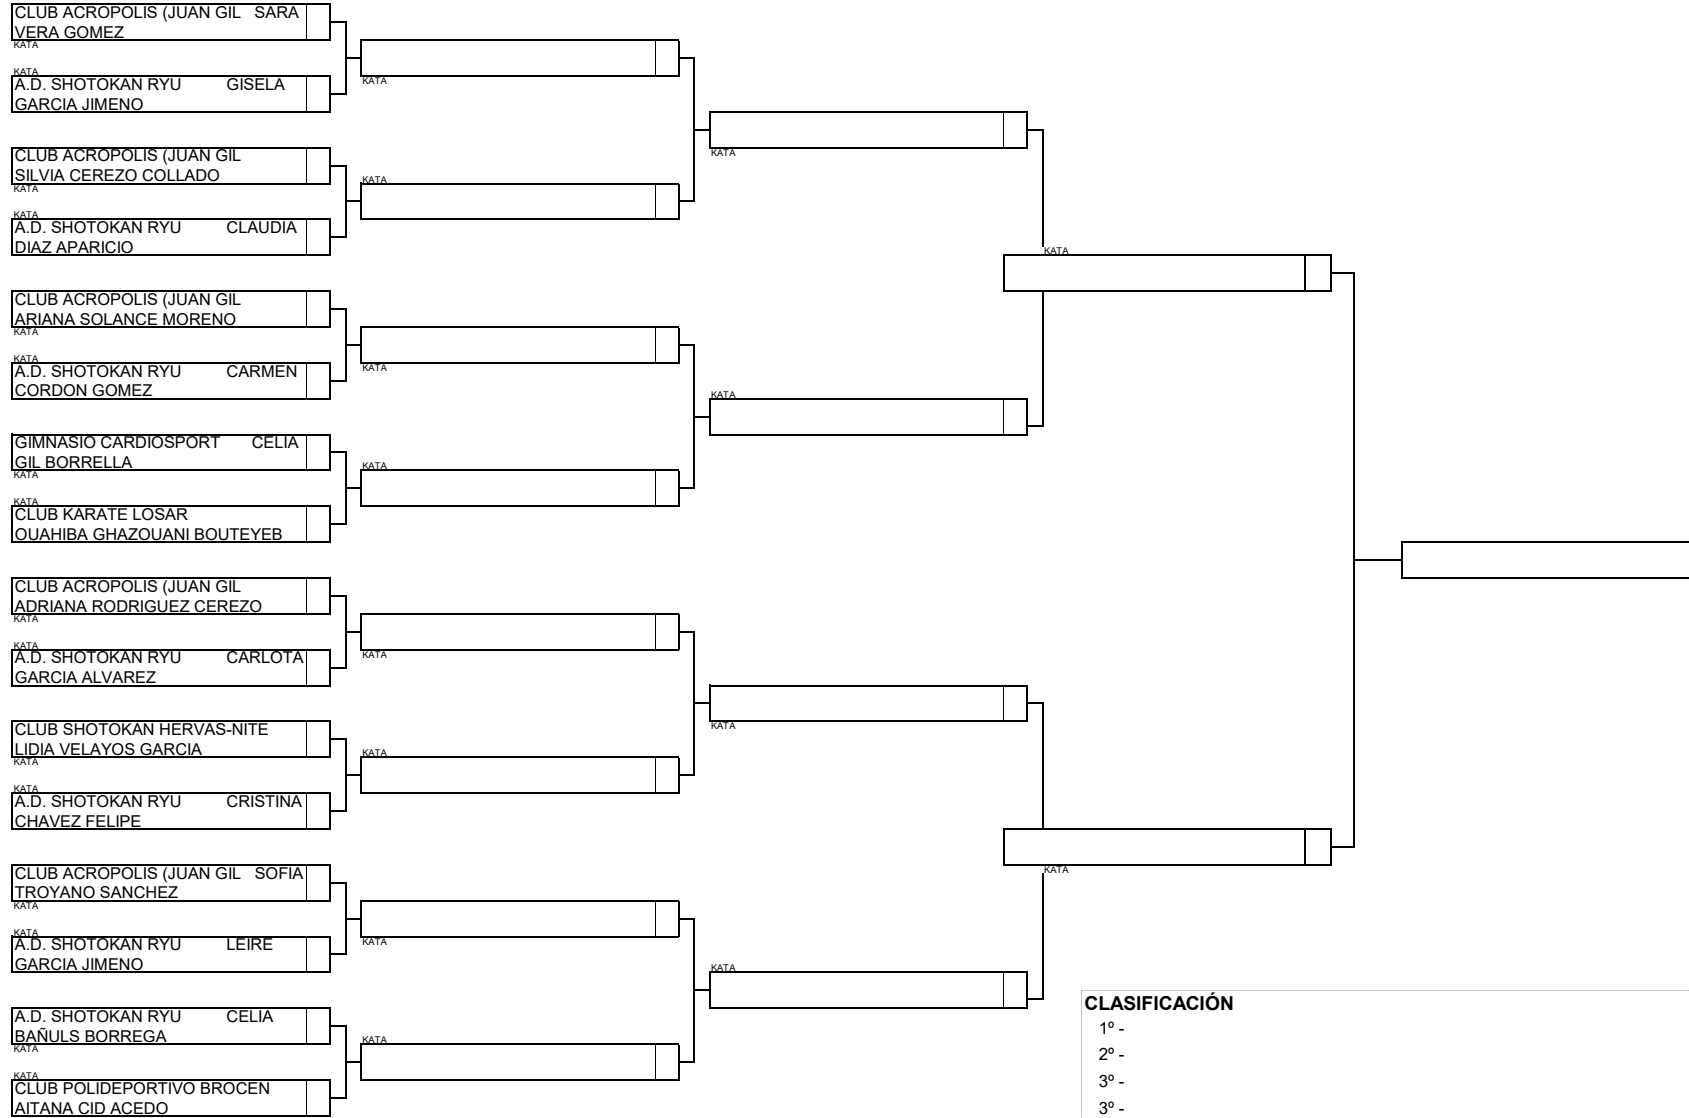 CLUB ACROPOLIS (JUAN GIL SARA
VERA GOMEZ
KATA
KATA
A.D. SHOTOKAN RYU GISELA
GARCIA JIMENO
CLUB ACROPOLIS (JUAN GIL
SILVIA CEREZO COLLADO
KATA
KATA
A.D. SHOTOKAN RYU CLAUDIA
DIAZ APARICIO
CLUB ACROPOLIS (JUAN GIL
ARIANA SOLANCE MORENO
KATA
KATA
A.D. SHOTOKAN RYU CARMEN
CORDON GOMEZ
GIMNASIO CARDIOSPORT CELIA
GIL BORRELLA
KATA
KATA
CLUB KARATE LOSAR
OUAHIBA GHAZOUANI BOUTEYEB
CLUB ACROPOLIS (JUAN GIL
ADRIANA RODRIGUEZ CEREZO
KATA
KATA
A.D. SHOTOKAN RYU CARLOTA
GARCIA ALVAREZ
CLUB SHOTOKAN HERVAS-NITE
LIDIA VELAYOS GARCIA
KATA
KATA
A.D. SHOTOKAN RYU CRISTINA
CHAVEZ FELIPE
CLUB ACROPOLIS (JUAN GIL SOFIA
TROYANO SANCHEZ
KATA
KATA
A.D. SHOTOKAN RYU LEIRE
GARCIA JIMENO
A.D. SHOTOKAN RYU CELIA
BAÑULS BORREGA
KATA
KATA
CLUB POLIDEPORTIVO BROCEN
AITANA CID ACEDO
KATA
KATA
KATA
KATA
KATA
KATA
KATA
KATA
KATA
KATA
KATA
KATA
KATA
KATA
CLASIFICACIÓN
1º -
2º -
3º -
3º -